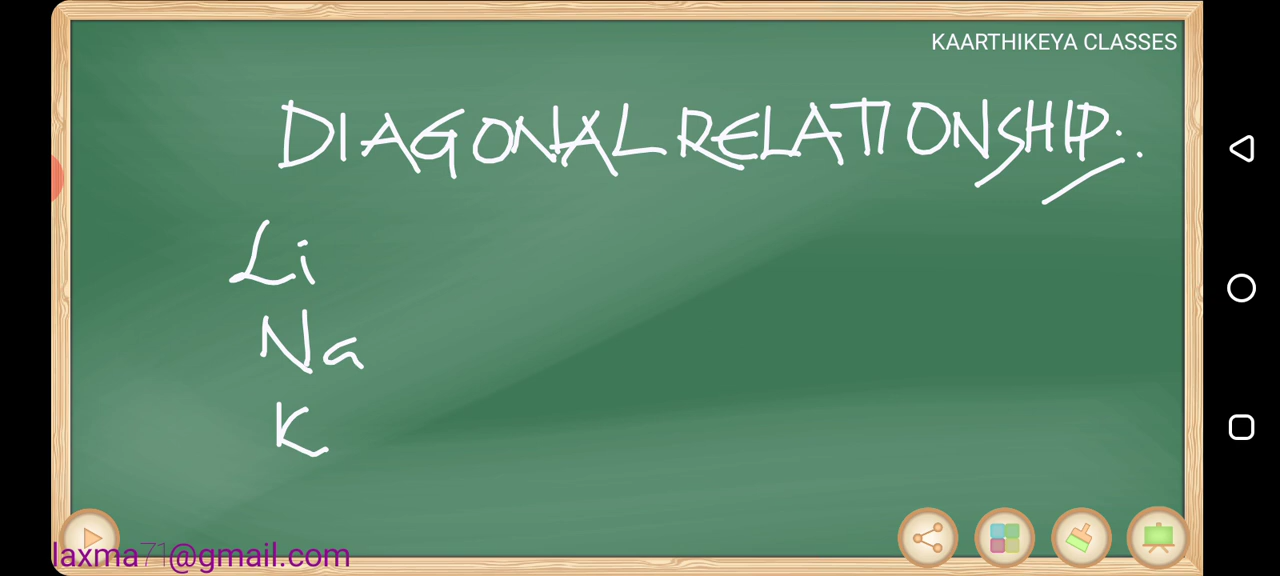 KAARTHIKEYA CLASSES
DIAGONAL RELATIONSHIP:
Li
Na
K
laxma71@gmail.com